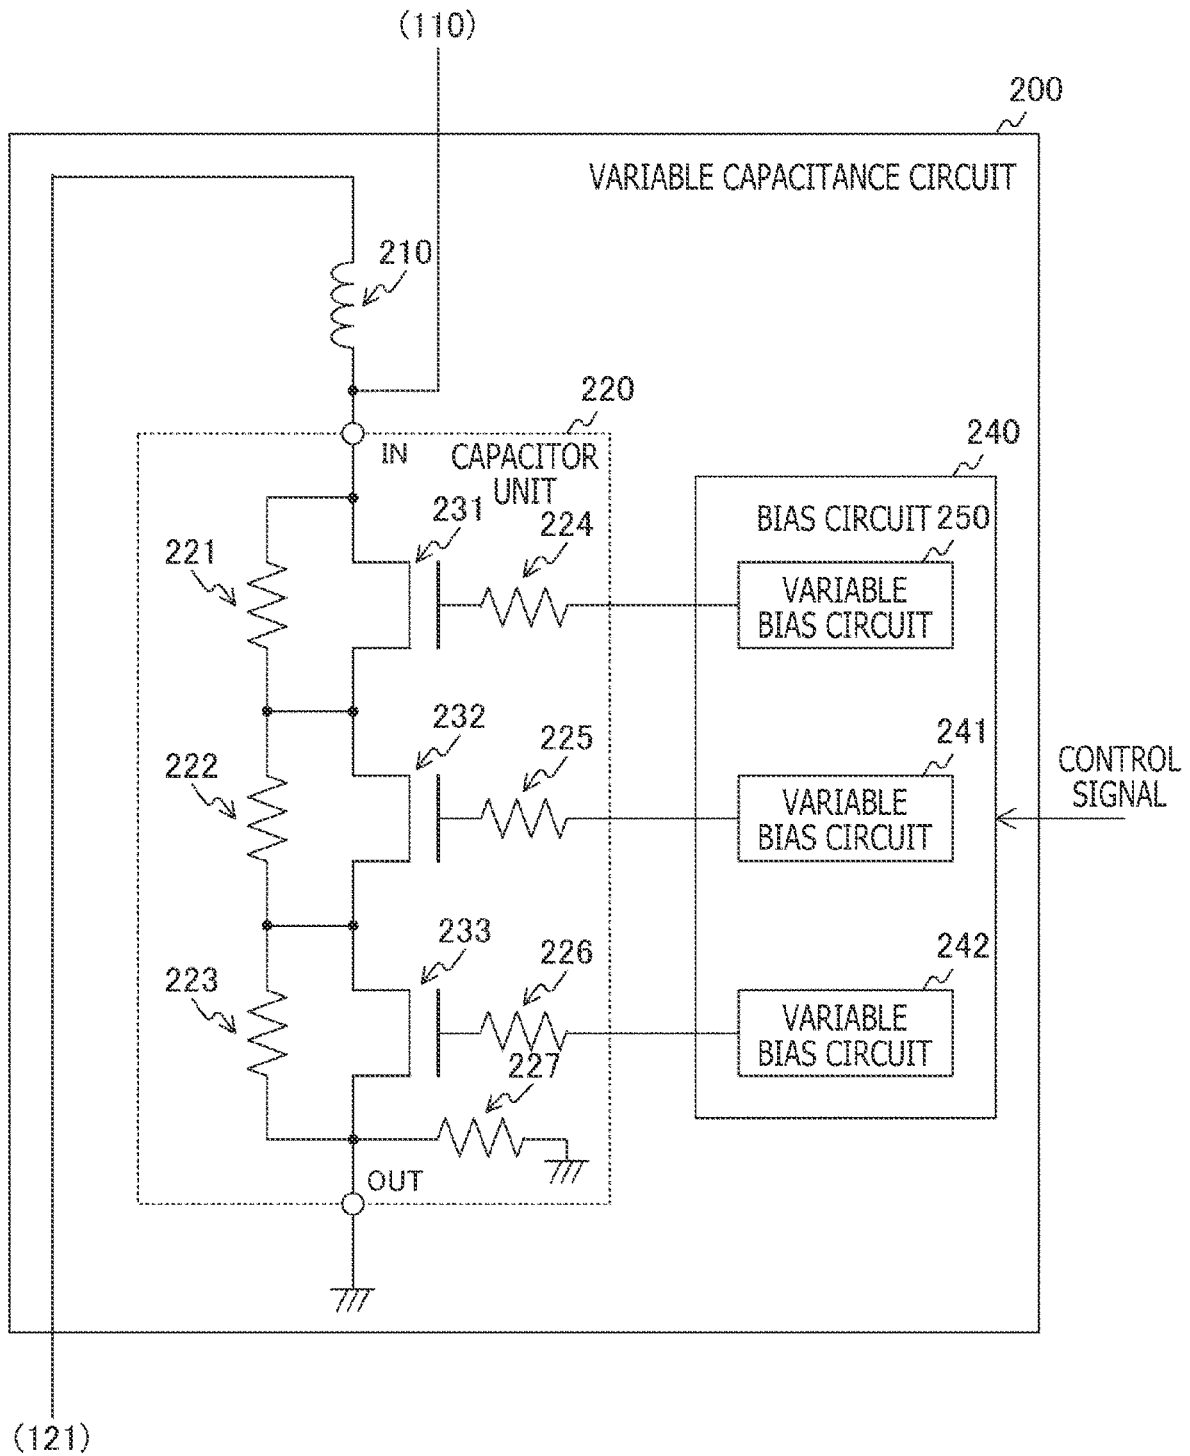 (110)
200
VARIABLE CAPACITANCE CIRCUIT
210
220
IN
CAPACITOR
UNIT
240
BIAS CIRCUIT
250
231
224
221
VARIABLE
BIAS CIRCUIT
232
225
241
222
VARIABLE
BIAS CIRCUIT
CONTROL
SIGNAL
233
226
242
223
VARIABLE
BIAS CIRCUIT
227
OUT
(121)